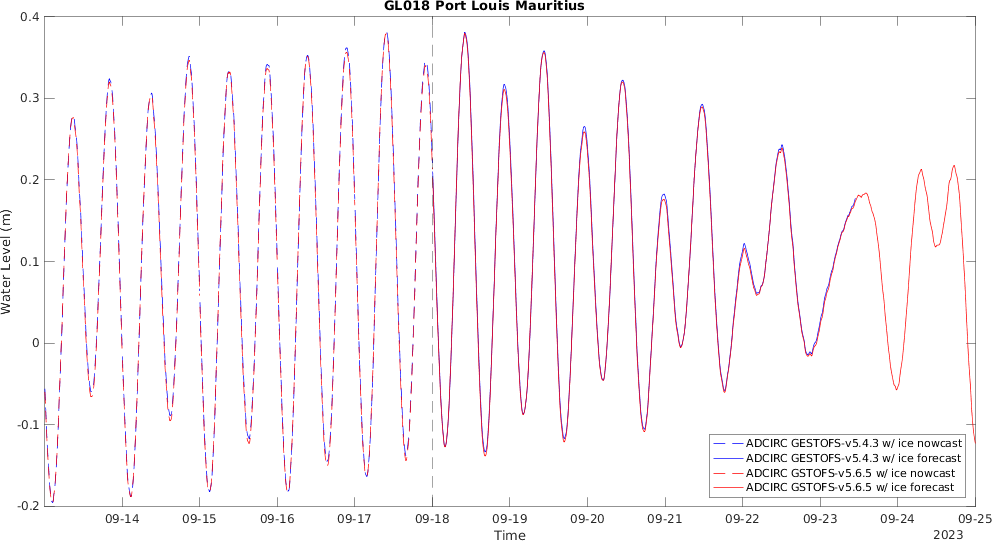 GL018 Port Louis Mauritius
0.4
0.3
0.2
0.1
0
-0.1
-0.2
Water Level (m)
ADCIRC GESTOFS-v5.4.3 w/ ice nowcast
ADCIRC GESTOFS-v5.4.3 w/ ice forecast
ADCIRC GSTOFS-v5.6.5 w/ ice nowcast
ADCIRC GSTOFS-v5.6.5 w/ ice forecast
09-14 09-15 09-16 09-17 09-18 09-19 09-20 09-21 09-22 09-23 09-24 09-25
Time
2023